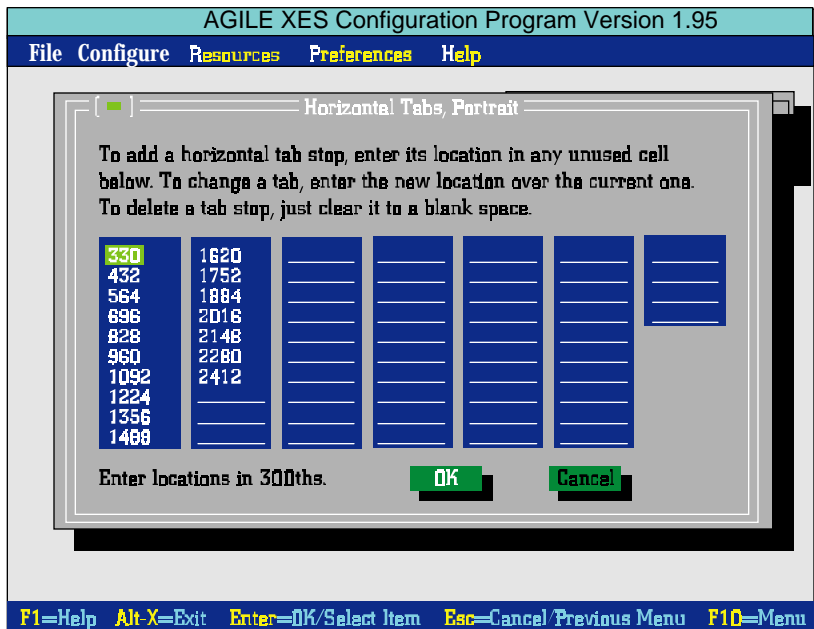 AGILE XES Configuration Program Version 1.95
File Configure Resources Preferences Help
Horizontal Tabs, Portrait
To add a horizontal tab stop, enter its location in any unused cell
below. To change a tab, enter the new location over the current one.
To delete a tab stop, just clear it to a blank space.
330 1620
432 1752
564 1884
696 2016
828 2148
960 2280
1092 2412
1224
1356
1488
Enter locations in 300ths. OK Cancel
F1=Help Alt-X=Exit Enter=OK/Select Item Esc=Cancel/Previous Menu F10=Menu